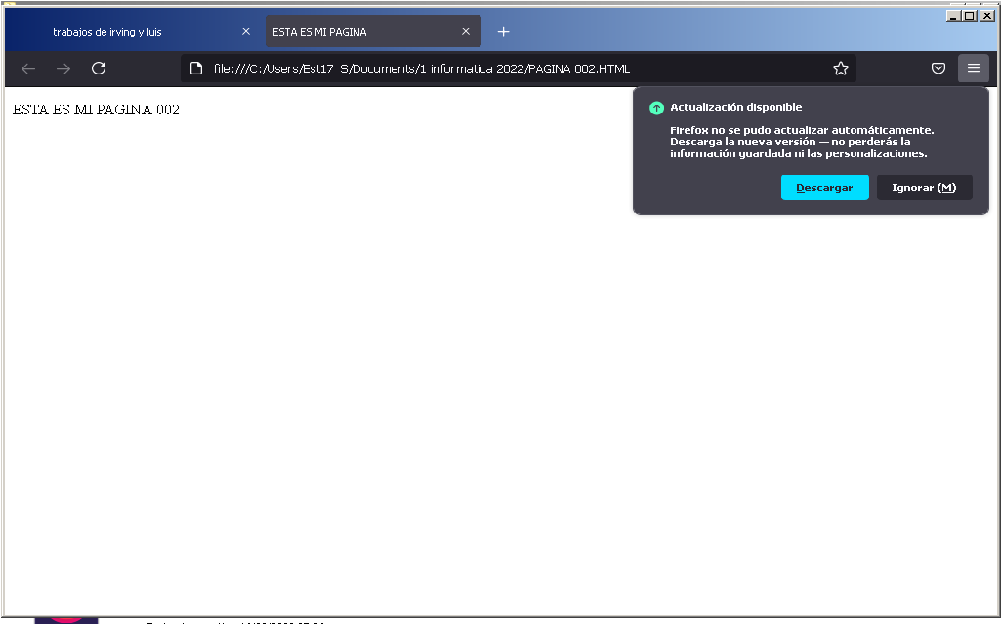 trabajos de irving y luis
ESTA ES MI PAGINA
file:///C:/Users/Est17 S/Documents/1 informatica 2022/PAGINA 002.HTML
ESTA ES MI PAGINA 002
Actualización disponible
Firefox no se pudo actualizar automáticamente.
Descarga la nueva versión — no perderás la
información guardada ni las personalizaciones.
Descargar
Ignorar (M)